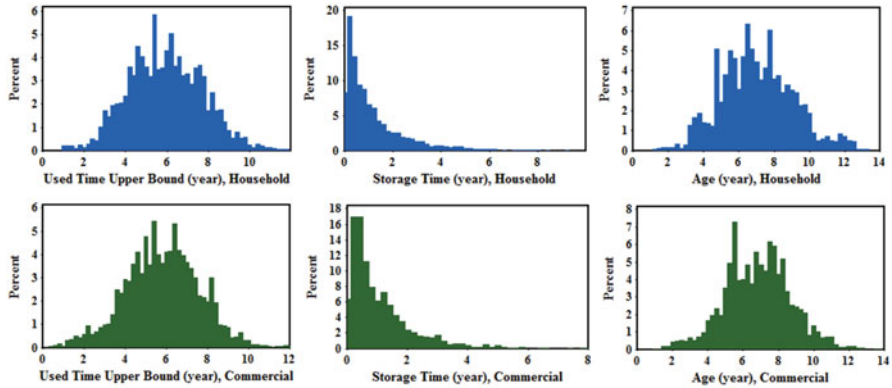 6
5
4
3
2
1
0
Percent
0 2 4 6 8 10
Used Time Upper Bound (year), Household
20
15
10
5
0
Percent
0 2 4 6 8
Storage Time (year), Household
7
6
5
4
3
2
1
0
Percent
0 2 4 6 8 10 12 14
Age (year), Household
6
5
4
3
2
1
0
Percent
0 2 4 6 8 10 12
Used Time Upper Bound (year), Commercial
18
16
14
12
10
8
6
4
2
0
Percent
0 2 4 6 8
Storage Time (year), Commercial
8
7
6
5
4
3
2
1
0
Percent
0 2 4 6 8 10 12 14
Age (year), Commercial